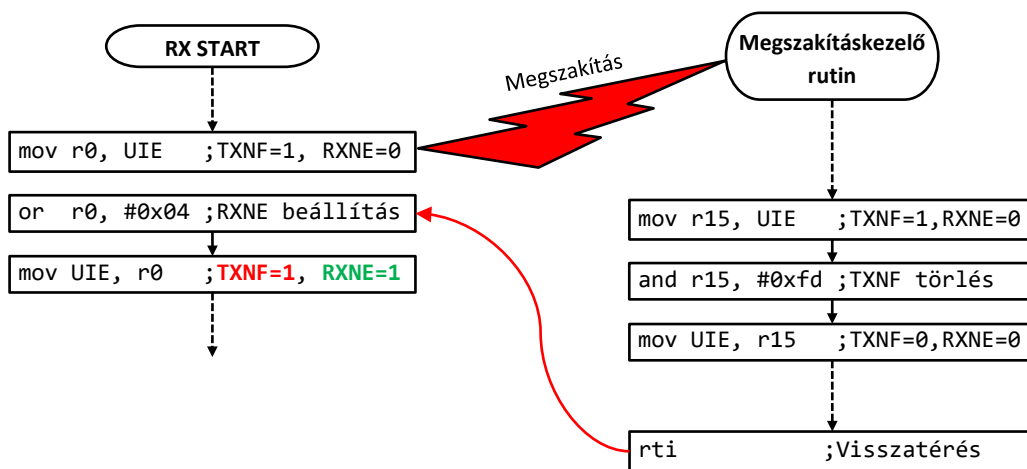 RX START
mov r0, UIE   ;TXNF=1, RXNE=0
or  r0, #0x04 ;RXNE beállítás
mov UIE, r0   ;TXNF=1, RXNE=1
Megszakítás
Megszakításkezelő
rutin
mov r15, UIE   ;TXNF=1,RXNE=0
and r15, #0xfd ;TXNF törlés
mov UIE, r15   ;TXNF=0,RXNE=0
rti            ;Visszatérés